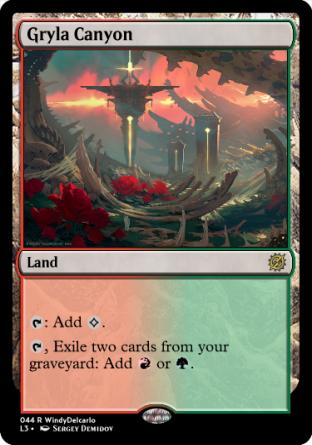 Gryla Canyon
Land
: Add .
, Exile two cards from your
graveyard: Add or .
044 R WindyDelcarlo
L3 • Sergey Demidov